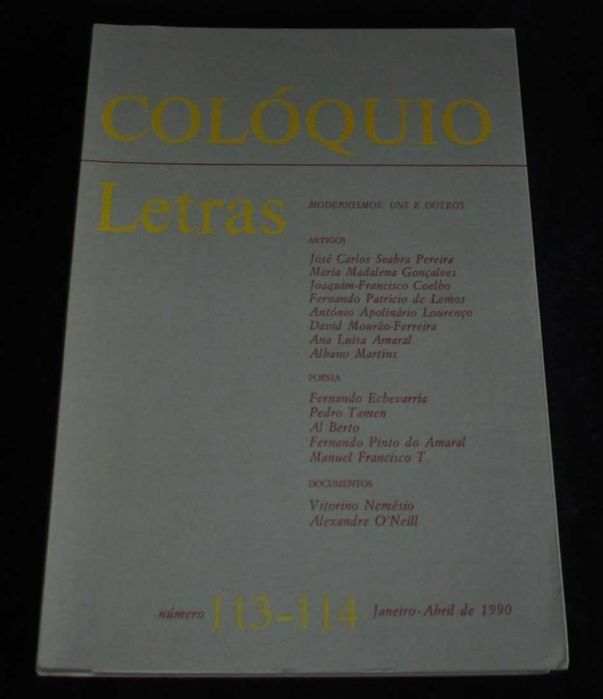 COLÓQUIO
Letras
MODERNISMOS: UNS E OUTROS
ARTIGOS
José Carlos Seabra Pereira
Maria Madalena Gonçalves
Joaquim-Francisco Coelho
Fernando Patrício de Lemos
António Apolinário Lourenço
David Mourão-Ferreira
Ana Luísa Amaral
Albano Martins
POESIA
Fernando Echevarría
Pedro Tamen
Al Berto
Fernando Pinto do Amaral
Manuel Francisco T.
DOCUMENTOS
Vitorino Nemésio
Alexandre O'Neill
número 113-114 Janeiro-Abril de 1990